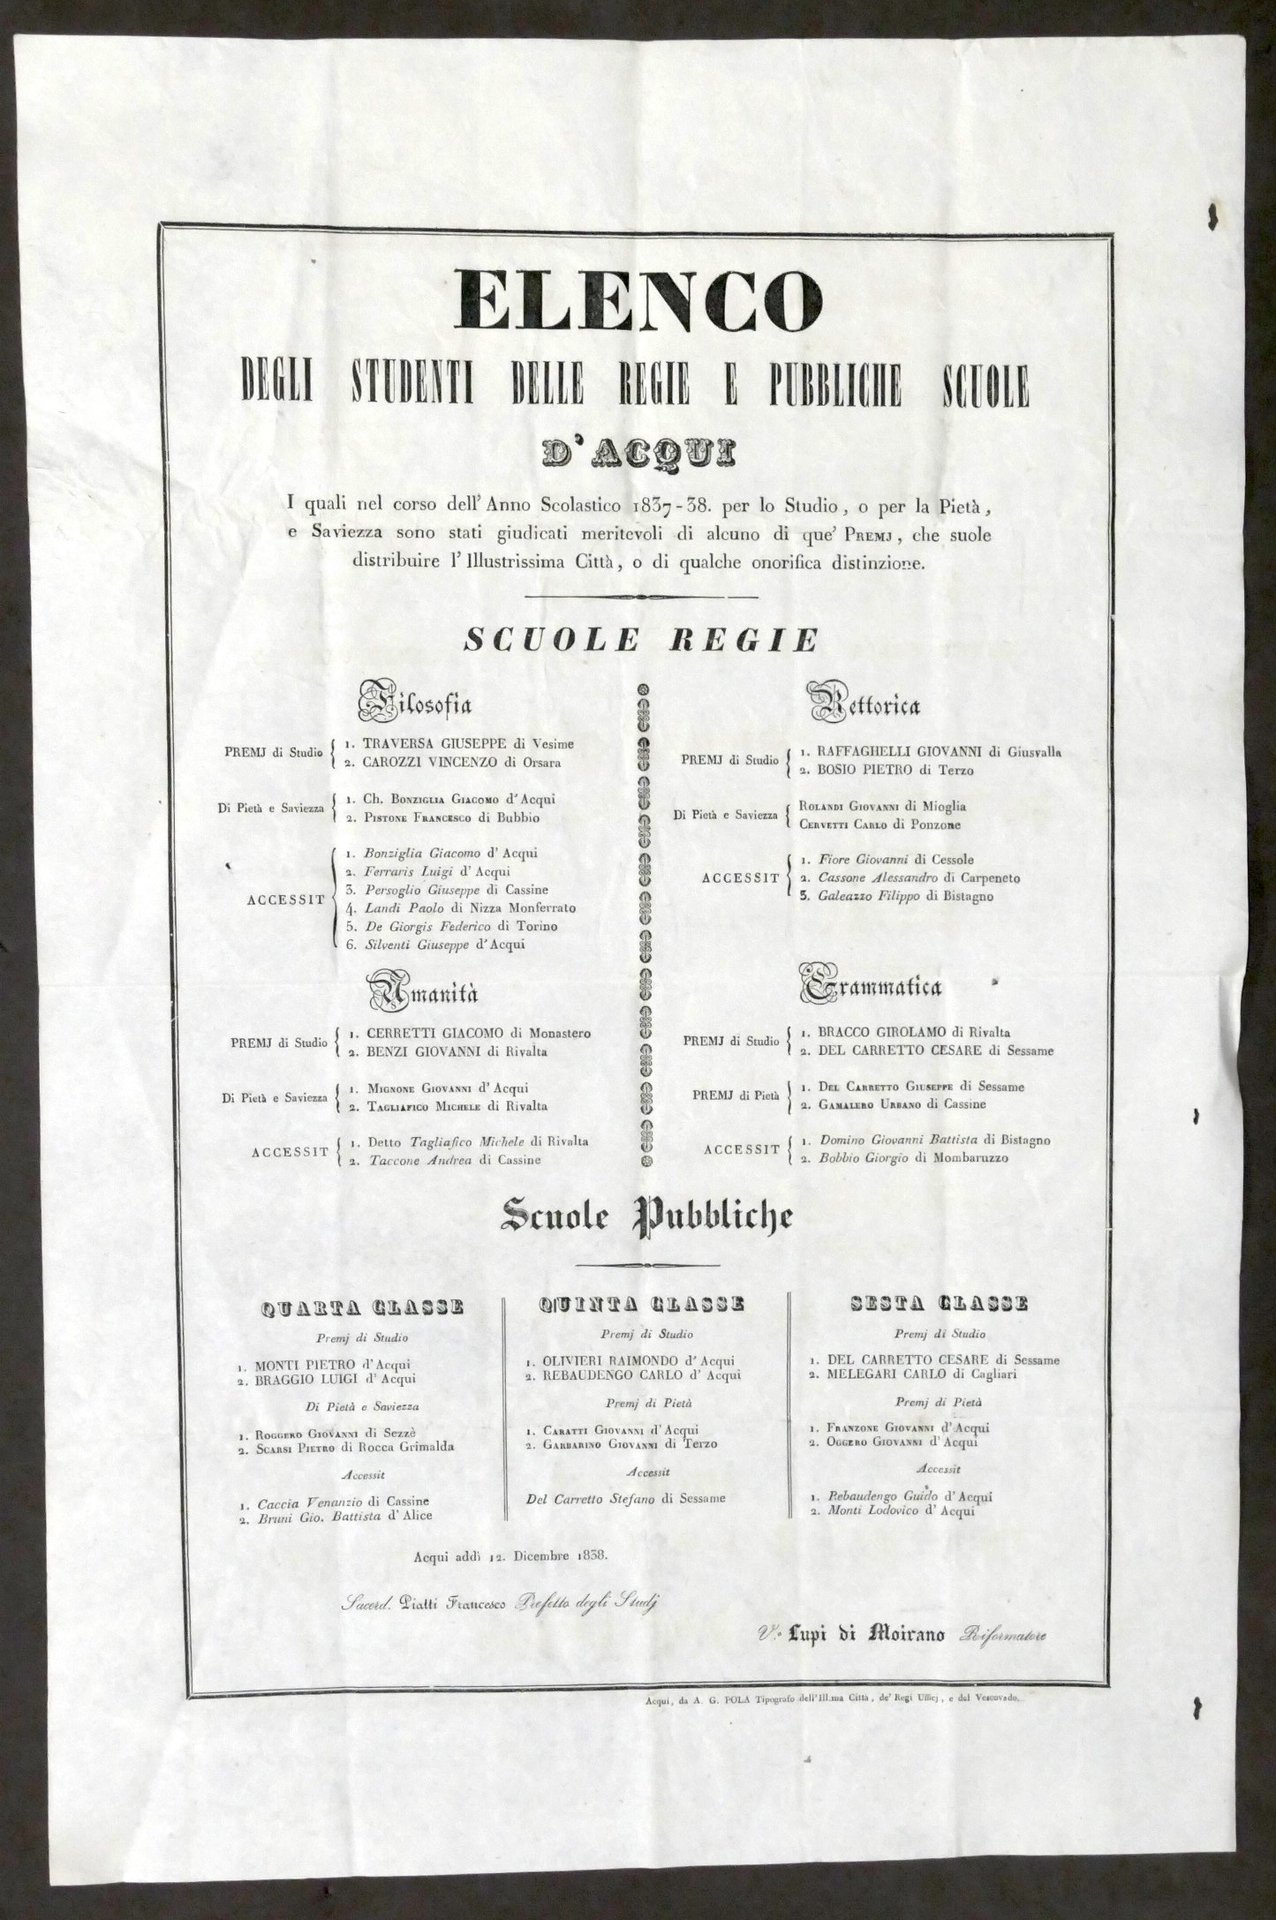 ELENCO
DEGLI STUDENTI DELLE REGIE E PUBBLICHE SCUOLE
D'ACQUI
I quali nel corso dell'Anno Scolastico 1837-38. per lo Studio, o per la Pietà,
e Saviezza sono stati giudicati meritevoli di alcuno di que' PREMJ, che suole
distribuire l'Illustrissima Città, o di qualche onorifica distinzione.
SCUOLE REGIE
Filosofia
PREMJ di Studio
1. TRAVERSA GIUSEPPE di Vesime
2. CAROZZI VINCENZO di Orsara
Di Pietà e Saviezza
1. Ch. BONZIGLIA GIACOMO d'Acqui
2. PISTONE FRANCESCO di Bubbio
ACCESSIT
1. Bonziglia Giacomo d'Acqui
2. Ferraris Luigi d'Acqui
3. Persoglio Giuseppe di Cassine
4. Landi Paolo di Nizza Monferrato
5. De Giorgis Federico di Torino
6. Silventi Giuseppe d'Acqui
Rettorica
PREMJ di Studio
1. RAFFAGHELLI GIOVANNI di Giusvalla
2. BOSIO PIETRO di Terzo
Di Pietà e Saviezza
ROLANDI GIOVANNI di Mioglia
CERVETTI CARLO di Ponzone
ACCESSIT
1. Fiore Giovanni di Cessole
2. Cassone Alessandro di Carpeneto
3. Galeazzo Filippo di Bistagno
Umanità
PREMJ di Studio
1. CERRETTI GIACOMO di Monastero
2. BENZI GIOVANNI di Rivalta
Di Pietà e Saviezza
1. MIGNONE GIOVANNI d'Acqui
2. TAGLIAFICO MICHELE di Rivalta
ACCESSIT
1. Detto Tagliafico Michele di Rivalta
2. Taccone Andrea di Cassine
Grammatica
PREMJ di Studio
1. BRACCO GIROLAMO di Rivalta
2. DEL CARRETTO CESARE di Sessame
PREMJ di Pietà
1. DEL CARRETTO GIUSEPPE di Sessame
2. GAMALERO URBANO di Cassine
ACCESSIT
1. Domino Giovanni Battista di Bistagno
2. Bobbio Giorgio di Mombaruzzo
Scuole Pubbliche
QUARTA CLASSE
Premj di Studio
1. MONTI PIETRO d'Acqui
2. BRAGGIO LUIGI d'Acqui
Di Pietà e Saviezza
1. ROGGERO GIOVANNI di Sezzè
2. SCARSI PIETRO di Rocca Grimalda
Accessit
1. Caccia Venanzio di Cassine
2. Bruni Gio. Battista d'Alice
QUINTA CLASSE
Premj di Studio
1. OLIVIERI RAIMONDO d'Acqui
2. REBAUDENGO CARLO d'Acqui
Premj di Pietà
1. CARATTI GIOVANNI d'Acqui
2. GARBARINO GIOVANNI di Terzo
Accessit
Del Carretto Stefano di Sessame
SESTA CLASSE
Premj di Studio
1. DEL CARRETTO CESARE di Sessame
2. MELEGARI CARLO di Cagliari
Premj di Pietà
1. FRANZONE GIOVANNI d'Acqui
2. OGGERO GIOVANNI d'Acqui
Accessit
1. Rebaudengo Guido d'Acqui
2. Monti Lodovico d'Acqui
Acqui addì 12. Dicembre 1838.
Sacerd. Piatti Francesco Prefetto degli Studj
V.° Lupi di Moirano Riformatore
Acqui, da A. G. POLA Tipografo dell'Ill.ma Città, de' Regi Ufficj, e del Vescovado.